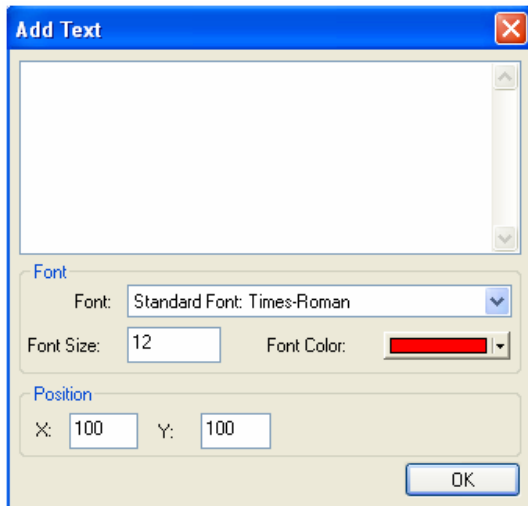 Add Text
Font
Font: Standard Font: Times-Roman
Font Size: 12 Font Color:
Position
X: 100 Y: 100
OK